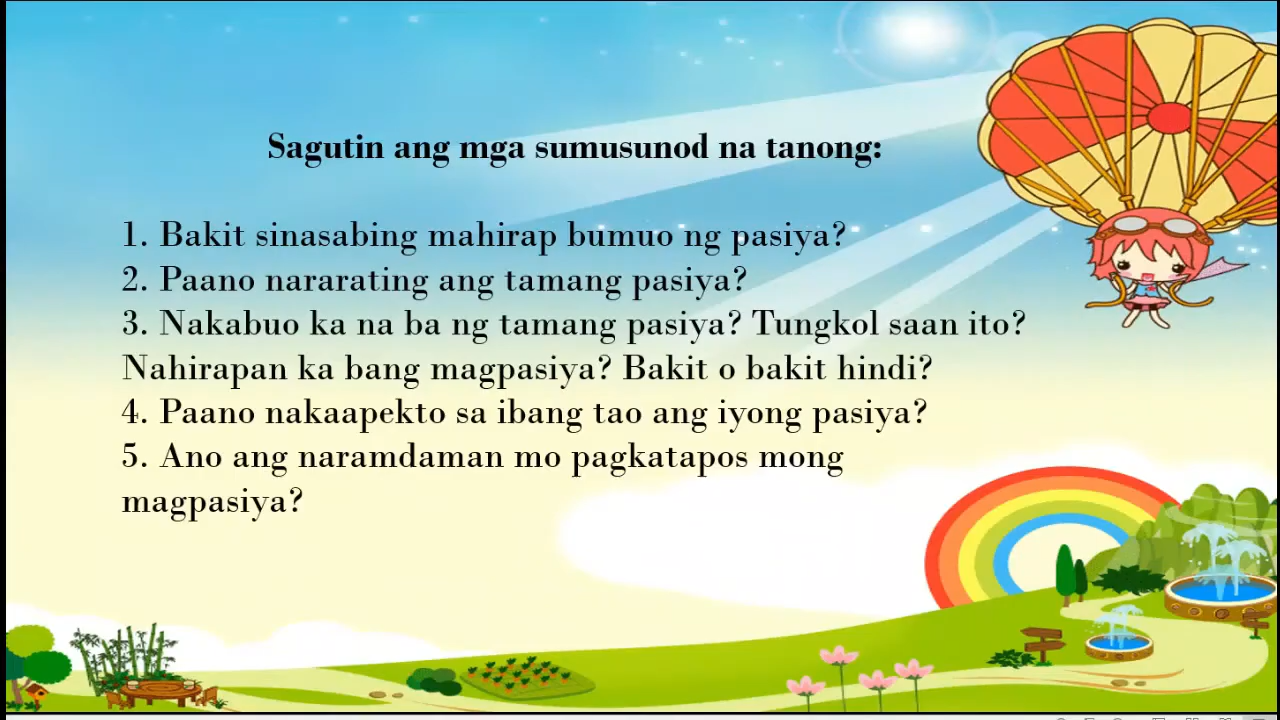 Sagutin ang mga sumusunod na tanong:
1. Bakit sinasabing mahirap bumuo ng pasiya?
2. Paano nararating ang tamang pasiya?
3. Nakabuo ka na ba ng tamang pasiya? Tungkol saan ito?
Nahirapan ka bang magpasiya? Bakit o bakit hindi?
4. Paano nakaapekto sa ibang tao ang iyong pasiya?
5. Ano ang naramdaman mo pagkatapos mong
magpasiya?